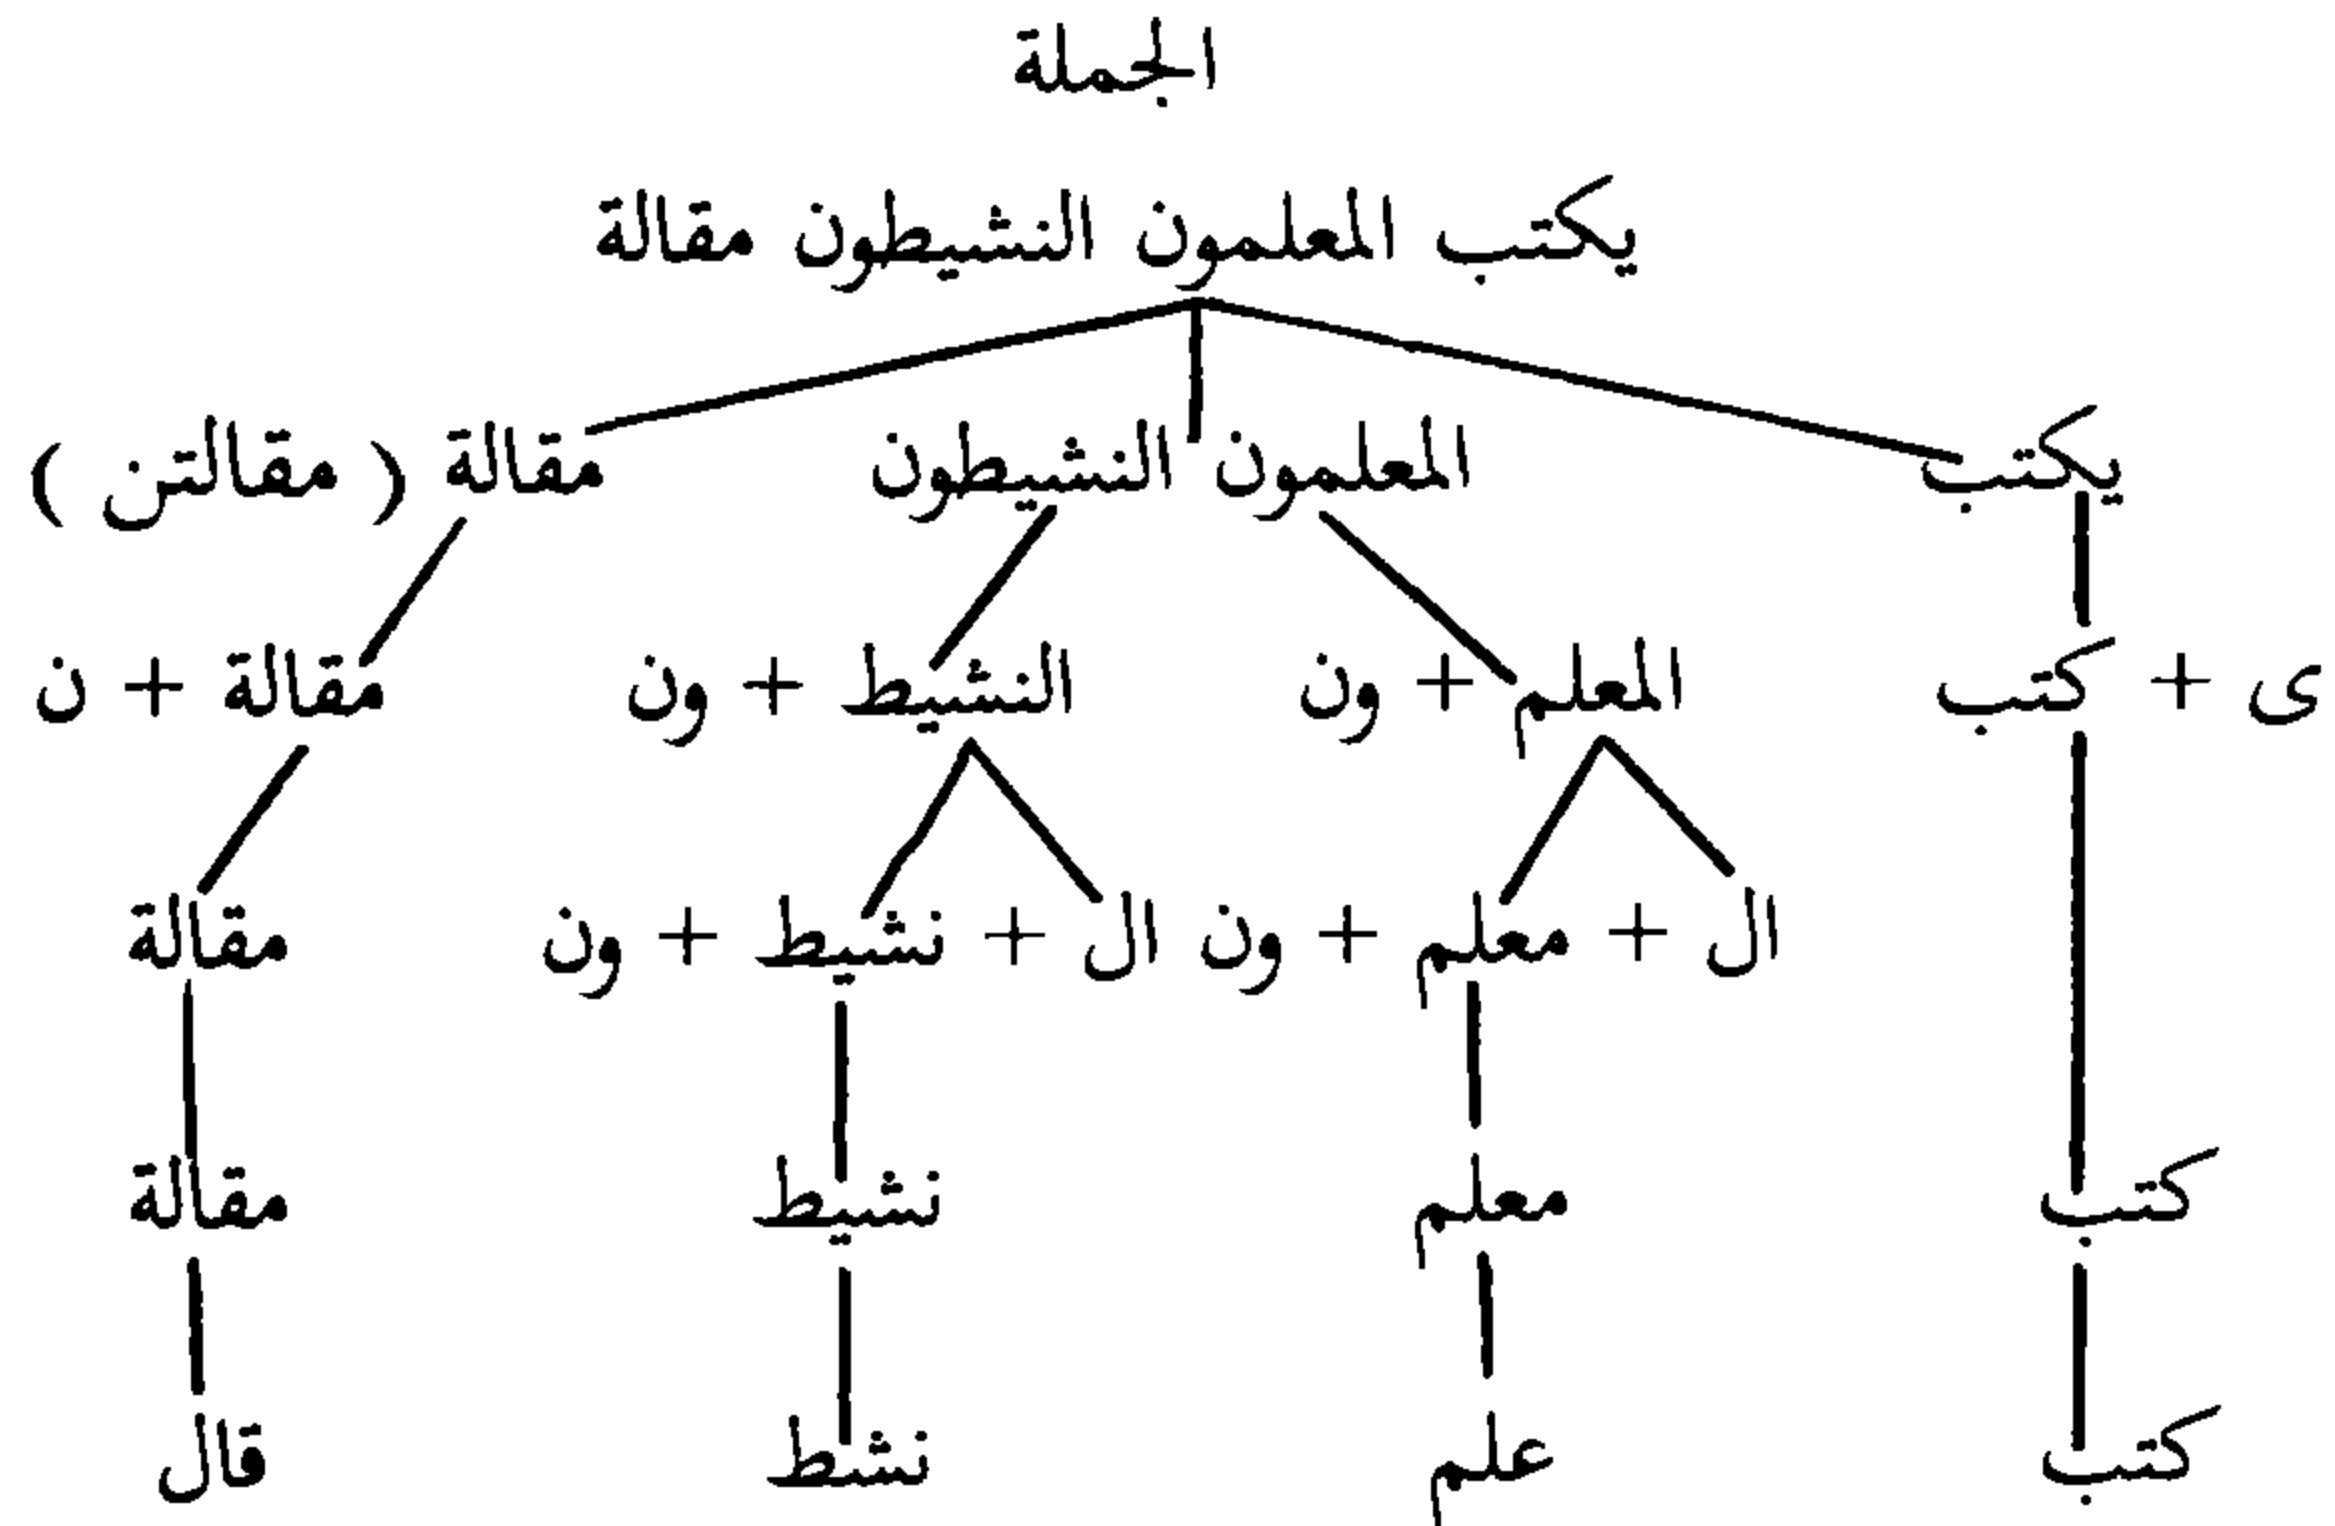 الجملة
يكتب المعلمون النشيطون مقالة
يكتب المعلمون النشيطون مقالة ( مقالتن )
ى + كتب المعلم + ون النشيط + ون مقالة + ن
ال + معلم + ون ال + نشيط + ون مقالة
كتب معلم نشيط مقالة
كتب علم نشط قال